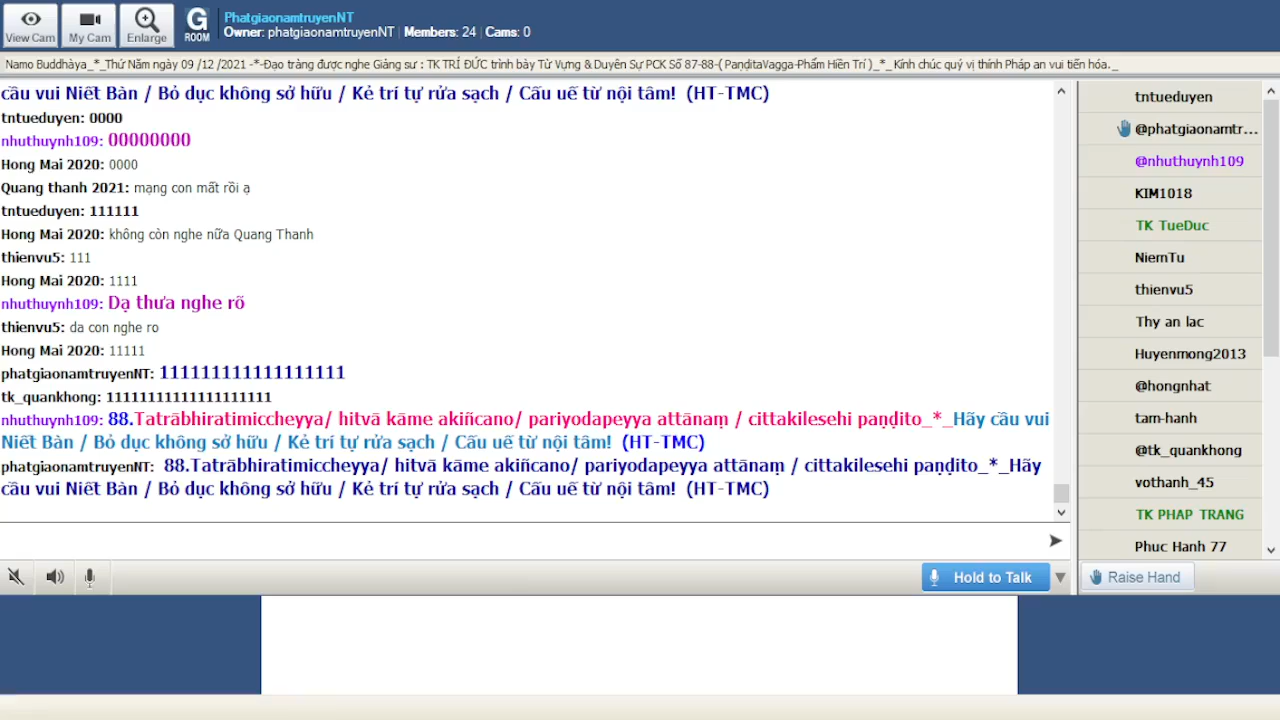 View Cam
My Cam
Enlarge
G
ROOM
PhatgiaonamtruyenNT
Owner: phatgiaonamtruyenNT | Members: 24 | Cams: 0
Namo Buddhàya_*_Thứ Năm ngày 09 /12 /2021 -*-Đạo tràng được nghe Giảng sư : TK TRÍ ĐỨC trình bày Từ Vựng & Duyên Sự PCK Số 87-88-( PaṇḍitaVagga-Phẩm Hiền Trí )_*_ Kính chúc quý vị thính Pháp an vui tiến hóa._
cầu vui Niết Bàn / Bỏ dục không sở hữu / Kẻ trí tự rửa sạch / Cấu uế từ nội tâm! (HT-TMC)
tntueduyen: 0000
nhuthuynh109: 00000000
Hong Mai 2020: 0000
Quang thanh 2021: mạng con mất rồi ạ
tntueduyen: 111111
Hong Mai 2020: không còn nghe nữa Quang Thanh
thienvu5: 111
Hong Mai 2020: 1111
nhuthuynh109: Dạ thưa nghe rõ
thienvu5: da con nghe ro
Hong Mai 2020: 11111
phatgiaonamtruyenNT: 111111111111111111
tk_quankhong: 11111111111111111111
nhuthuynh109: 88.Tatrābhiratimiccheyya/ hitvā kāme akiñcano/ pariyodapeyya attānaṃ / cittakilesehi paṇḍito_*_Hãy cầu vui
Niết Bàn / Bỏ dục không sở hữu / Kẻ trí tự rửa sạch / Cấu uế từ nội tâm! (HT-TMC)
phatgiaonamtruyenNT: 88.Tatrābhiratimiccheyya/ hitvā kāme akiñcano/ pariyodapeyya attānaṃ / cittakilesehi paṇḍito_*_Hãy
cầu vui Niết Bàn / Bỏ dục không sở hữu / Kẻ trí tự rửa sạch / Cấu uế từ nội tâm! (HT-TMC)
Hold to Talk
tntueduyen
@phatgiaonamtr...
@nhuthuynh109
KIM1018
TK TueDuc
NiemTu
thienvu5
Thy an lac
Huyenmong2013
@hongnhat
tam-hanh
@tk_quankhong
vothanh_45
TK PHAP TRANG
Phuc Hanh 77
Raise Hand